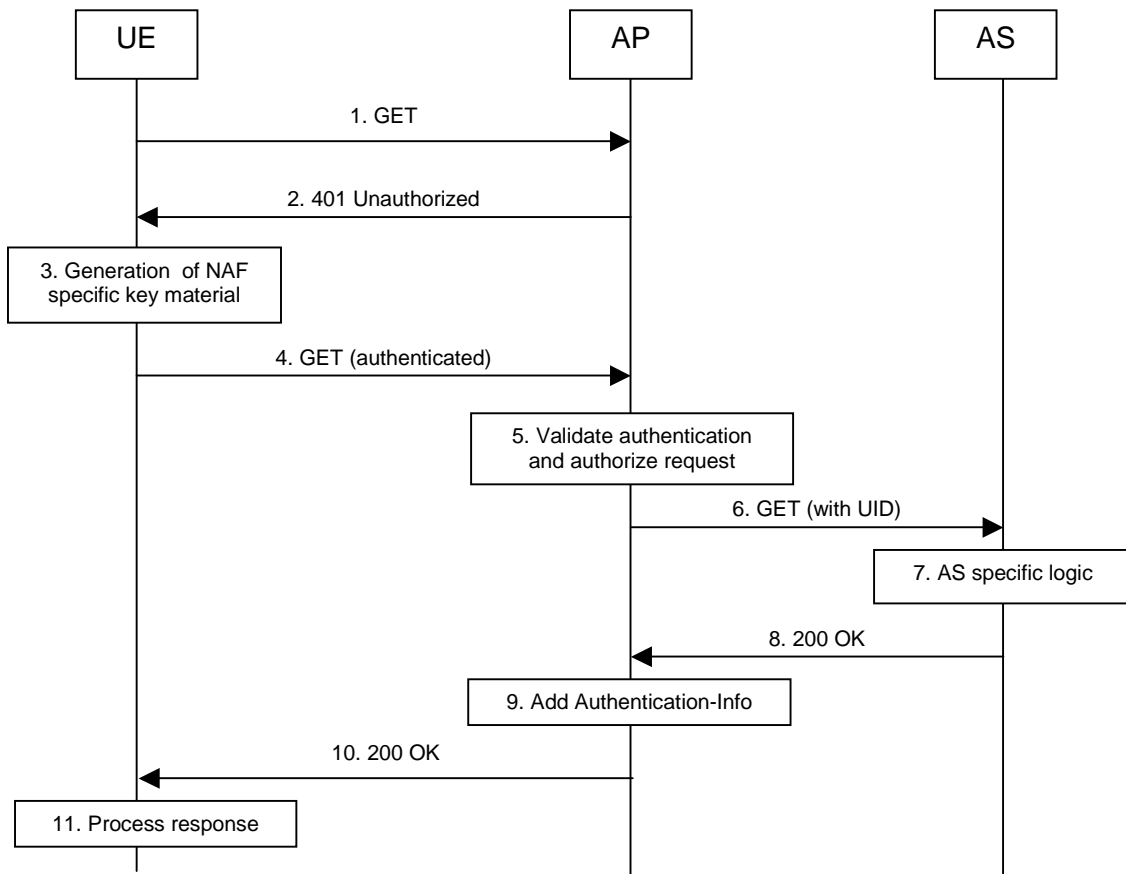 UE
AP
AS
1. GET
2. 401 Unauthorized
3. Generation of NAF
specific key material
4. GET (authenticated)
5. Validate authentication
and authorize request
6. GET (with UID)
7. AS specific logic
8. 200 OK
9. Add Authentication-Info
10. 200 OK
11. Process response